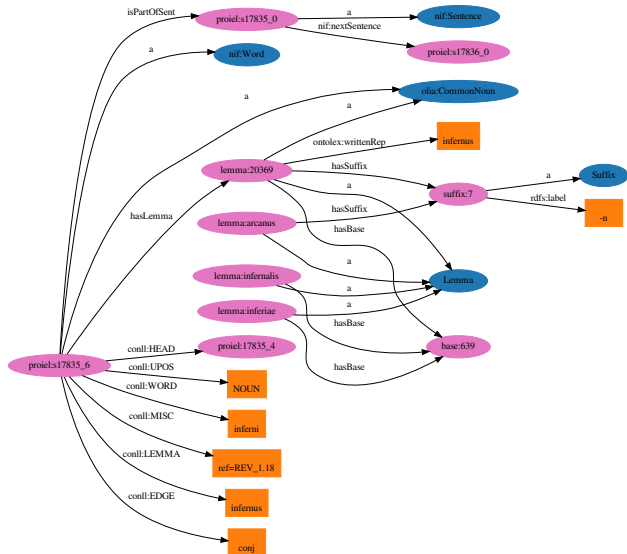 isPartOfSent
proiel:s17835_0
a
nif:Sentence
nif:nextSentence
a
nif:Word
proiel:s17836_0
a
olia:CommonNoun
a
ontolex:writtenRep
infernus
hasLemma
lemma:20369
hasSuffix
a
suffix:7
a
Suffix
rdfs:label
-n
lemma:arcanus
hasSuffix
hasBase
a
lemma:infernalis
a
Lemma
a
lemma:inferiae
hasBase
base:639
hasBase
proiel:s17835_6
conll:HEAD
proiel:17835_4
conll:UPOS
NOUN
conll:WORD
inferni
conll:MISC
ref=REV_1.18
conll:LEMMA
infernus
conll:EDGE
conj